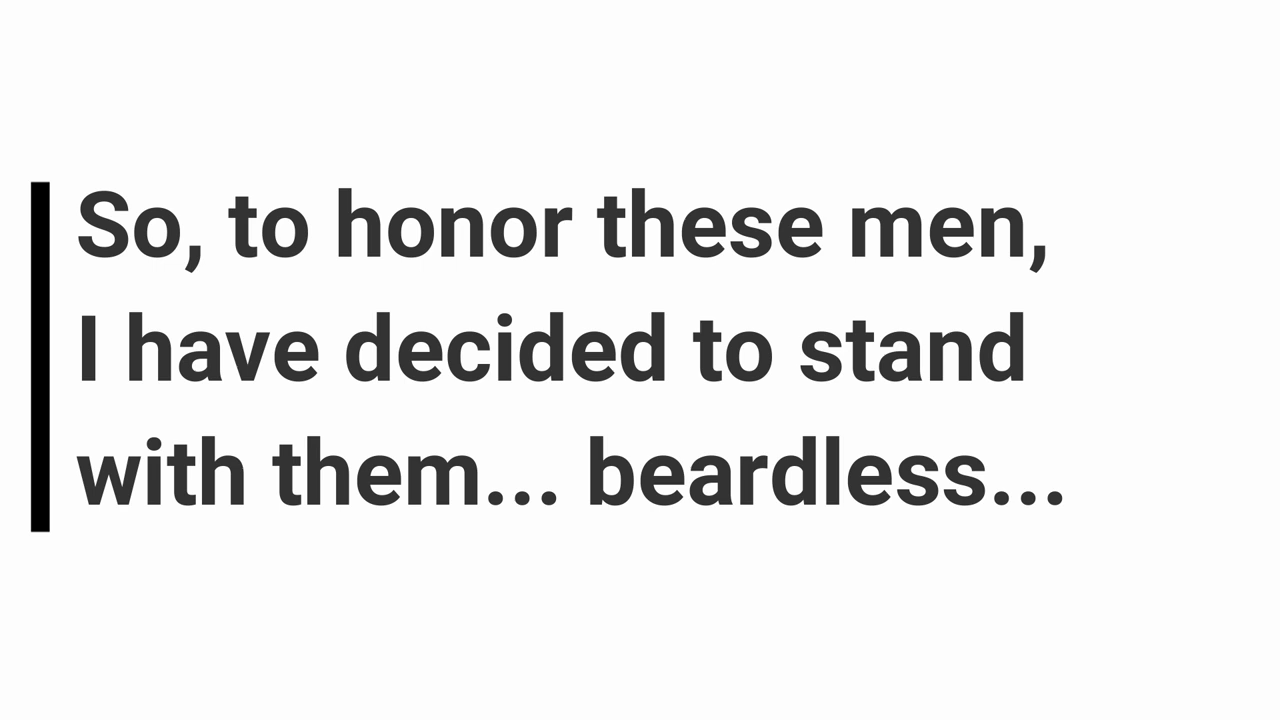 So, to honor these men,
I have decided to stand
with them... beardless...